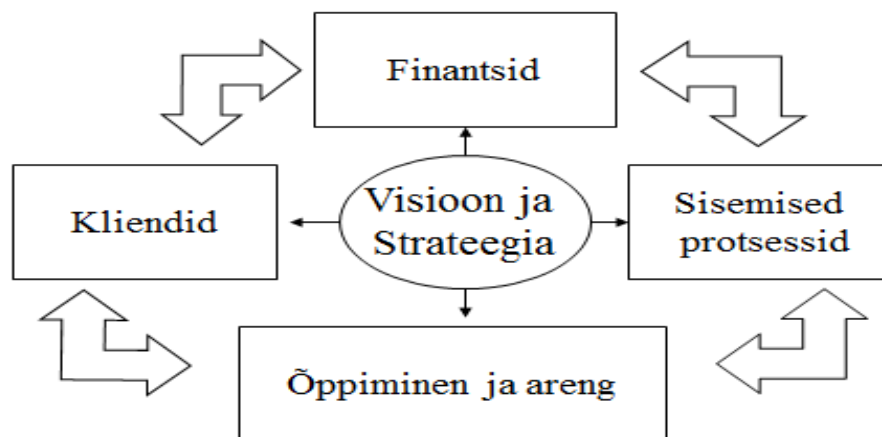 Finantsid
Kliendid
Visioon ja
Strateegia
Sisemised
protsessid
Õppiminen ja areng